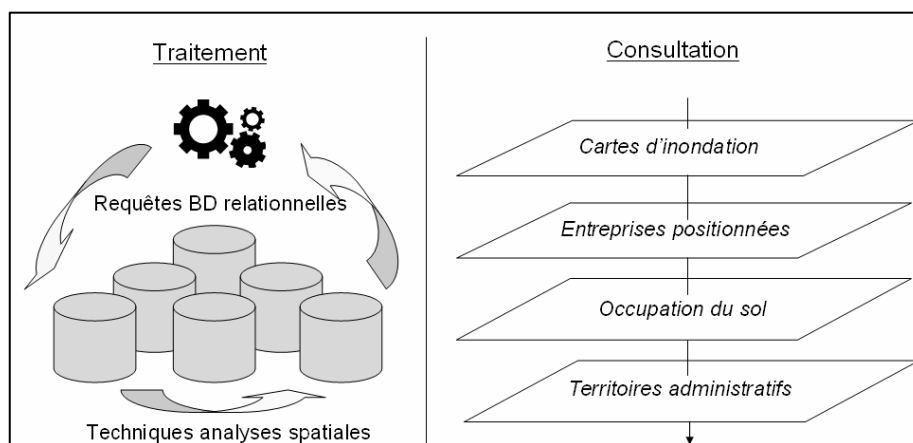 Traitement
Requêtes BD relationnelles
Techniques analyses spatiales
Consultation
Cartes d'inondation
Entreprises positionnées
Occupation du sol
Territoires administratifs